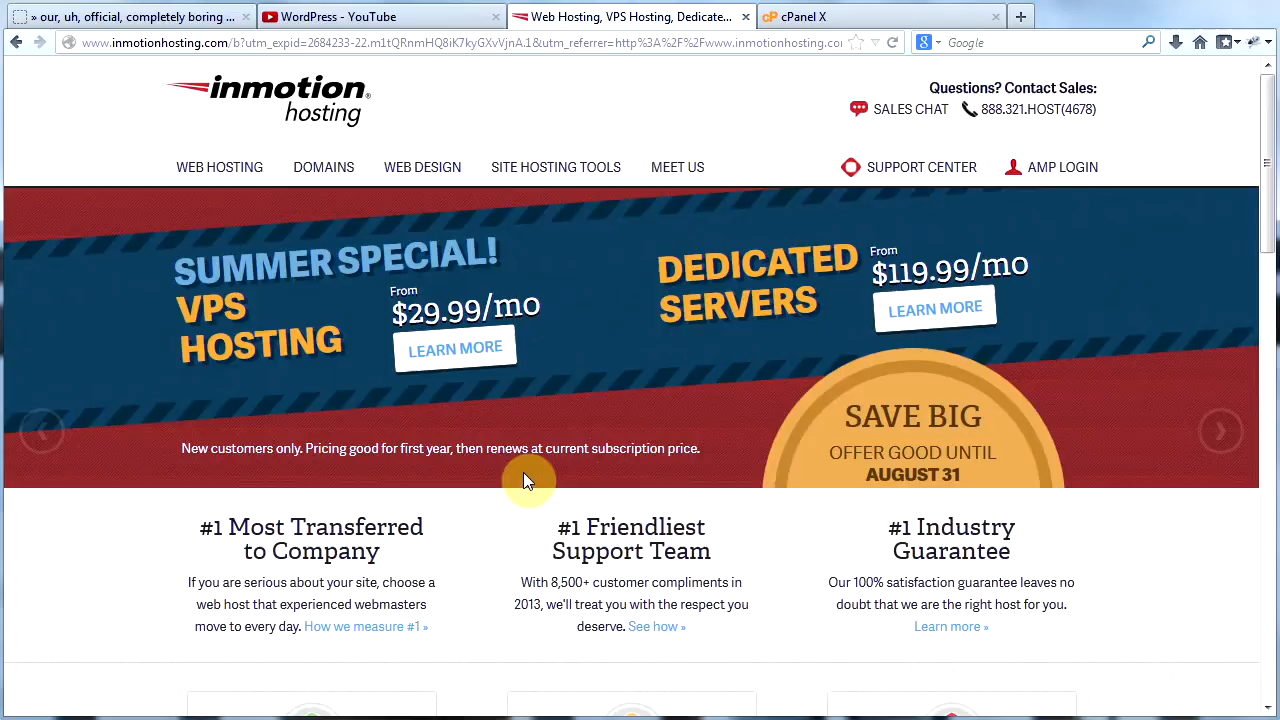 » our, uh, official, completely boring ...
WordPress - YouTube
Web Hosting, VPS Hosting, Dedicate...
cPanel X
www.inmotionhosting.com/b?utm_expid=2684233-22.m1tQRnmHQ8iK7kyGXvVjnA.1&utm_referrer=http%3A%2F%2Fwww.inmotionhosting.co
Google
inmotion
hosting
Questions? Contact Sales:
SALES CHAT 888.321.HOST(4678)
WEB HOSTING DOMAINS WEB DESIGN SITE HOSTING TOOLS MEET US SUPPORT CENTER AMP LOGIN
SUMMER SPECIAL!
VPS
HOSTING
From
$29.99/mo
LEARN MORE
DEDICATED
SERVERS
From
$119.99/mo
LEARN MORE
New customers only. Pricing good for first year, then renews at current subscription price.
SAVE BIG
OFFER GOOD UNTIL
AUGUST 31
#1 Most Transferred
to Company
If you are serious about your site, choose a
web host that experienced webmasters
move to every day. How we measure #1 »
#1 Friendliest
Support Team
With 8,500+ customer compliments in
2013, we'll treat you with the respect you
deserve. See how »
#1 Industry
Guarantee
Our 100% satisfaction guarantee leaves no
doubt that we are the right host for you.
Learn more »